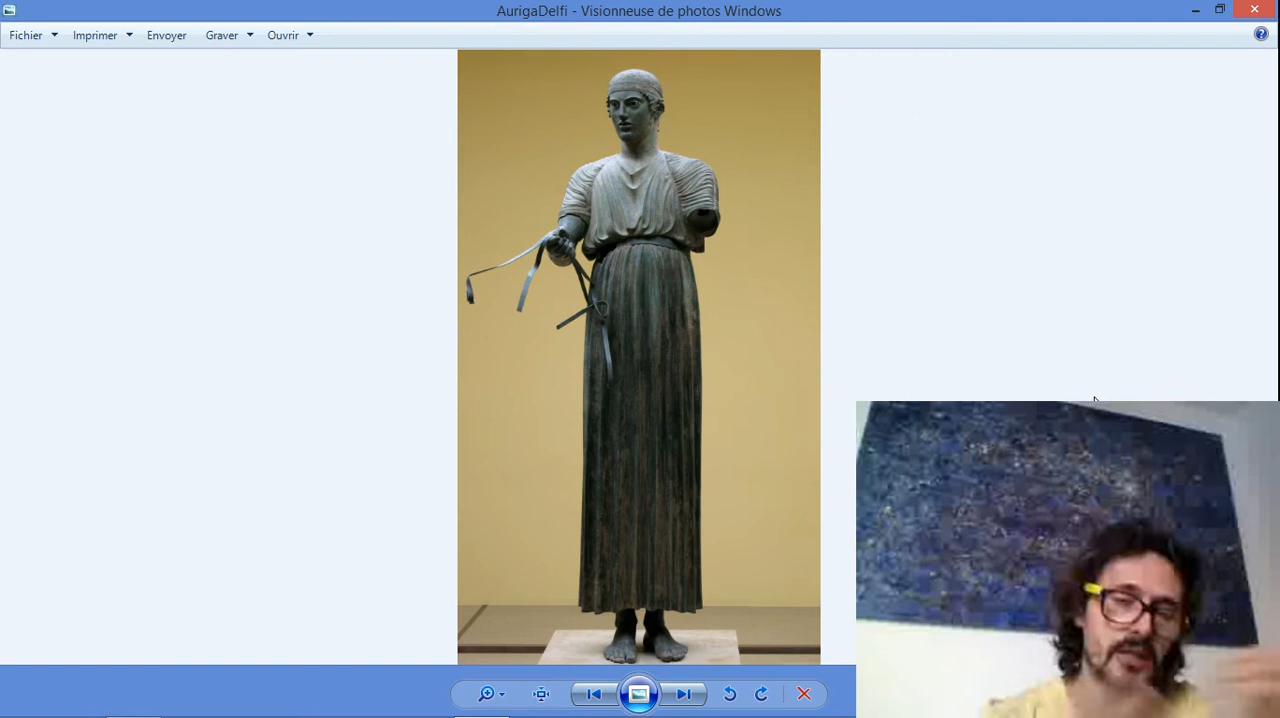 AurigaDelfi - Visionneuse de photos Windows
Fichier Imprimer Envoyer Graver Ouvrir